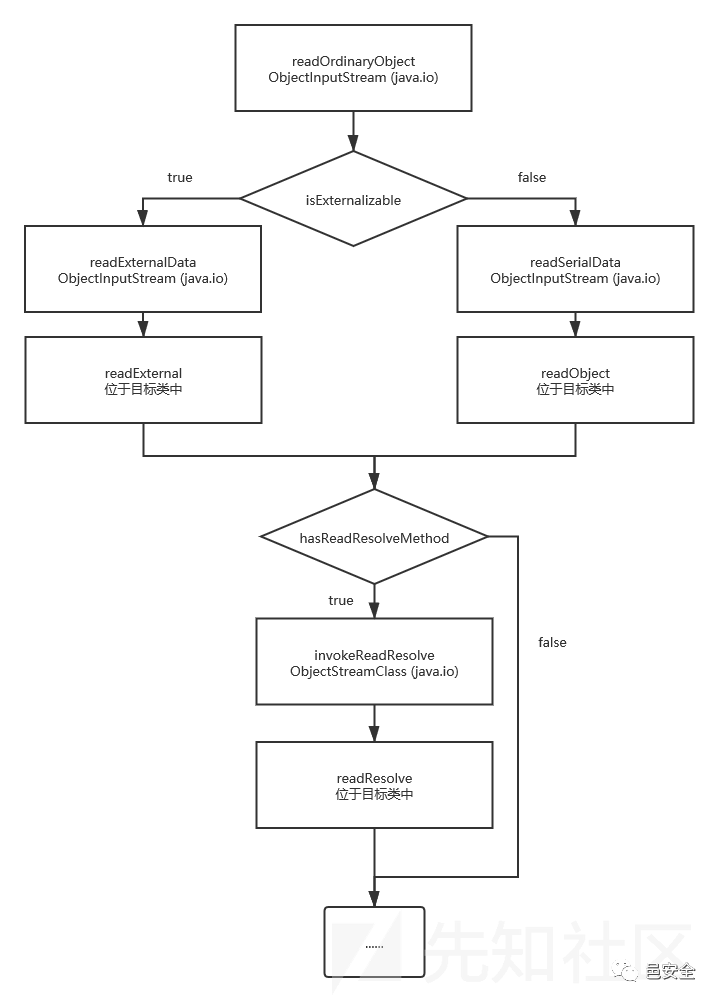 readOrdinaryObject
ObjectInputStream (java.io)
isExternalizable
true
false
readExternalData
ObjectInputStream (java.io)
readSerialData
ObjectInputStream (java.io)
readExternal
位于目标类中
readObject
位于目标类中
hasReadResolveMethod
true
false
invokeReadResolve
ObjectStreamClass (java.io)
readResolve
位于目标类中
......
先知社区
邑安全